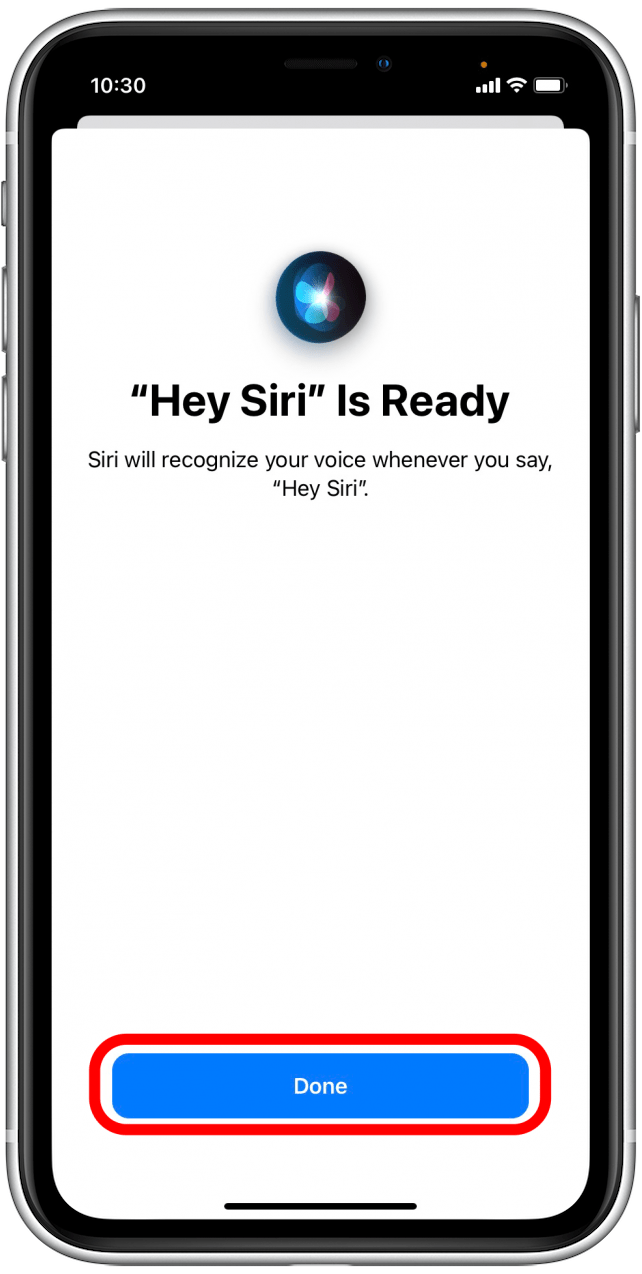 10:30
“Hey Siri” Is Ready
Siri will recognize your voice whenever you say,
“Hey Siri”.
Done